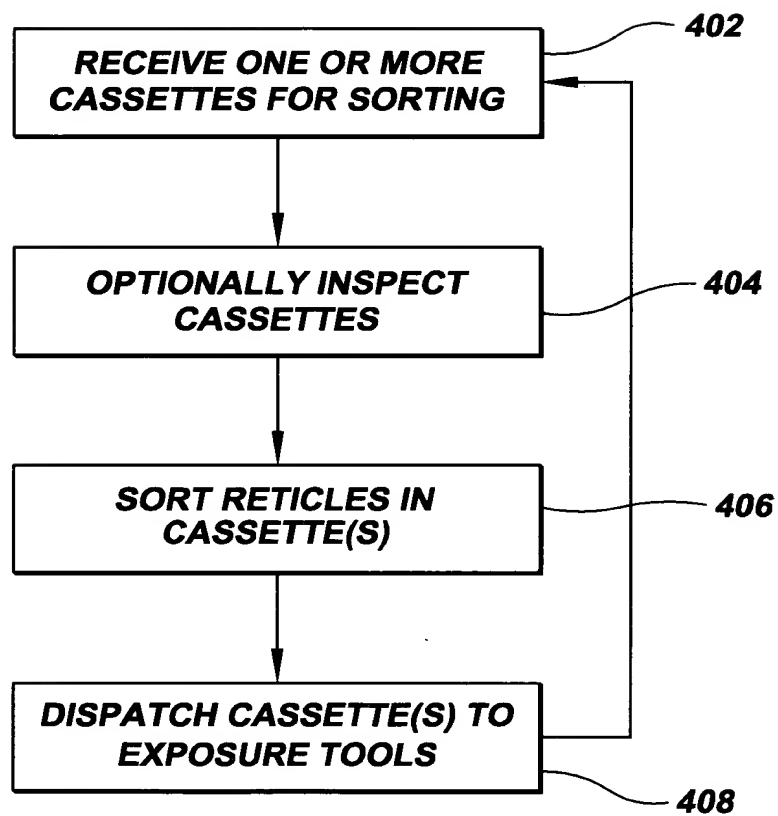 402
RECEIVE ONE OR MORE
CASSETTES FOR SORTING
OPTIONALLY INSPECT
CASSETTES
404
SORT RETICLES IN
CASSETTE(S)
406
DISPATCH CASSETTE(S) TO
EXPOSURE TOOLS
408